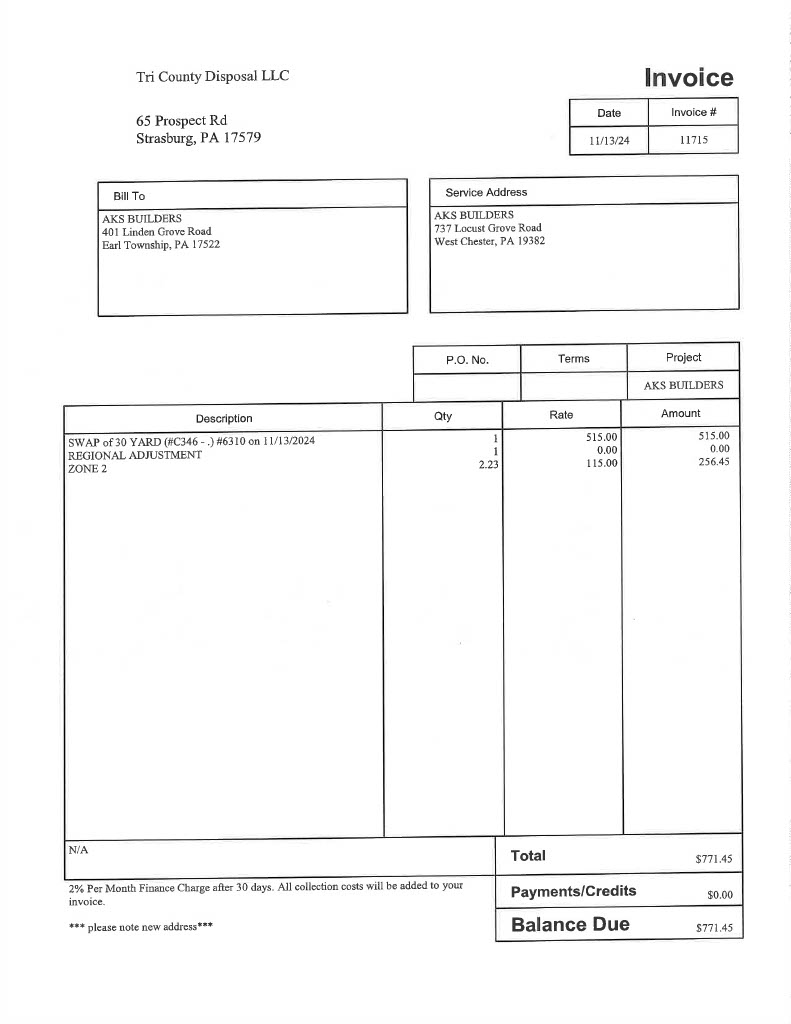 Tri County Disposal LLC
Invoice
65 Prospect Rd
Strasburg, PA 17579
Date Invoice #
11/13/24 11715
Bill To
AKS BUILDERS
401 Linden Grove Road
Earl Township, PA 17522
Service Address
AKS BUILDERS
737 Locust Grove Road
West Chester, PA 19382
P.O. No. Terms Project
AKS BUILDERS
Description Qty Rate Amount
SWAP of 30 YARD (#C346 - .) #6310 on 11/13/2024 1 515.00 515.00
REGIONAL ADJUSTMENT 1 0.00 0.00
ZONE 2 2.23 115.00 256.45
N/A
Total $771.45
2% Per Month Finance Charge after 30 days. All collection costs will be added to your
invoice.
Payments/Credits $0.00
*** please note new address***
Balance Due $771.45